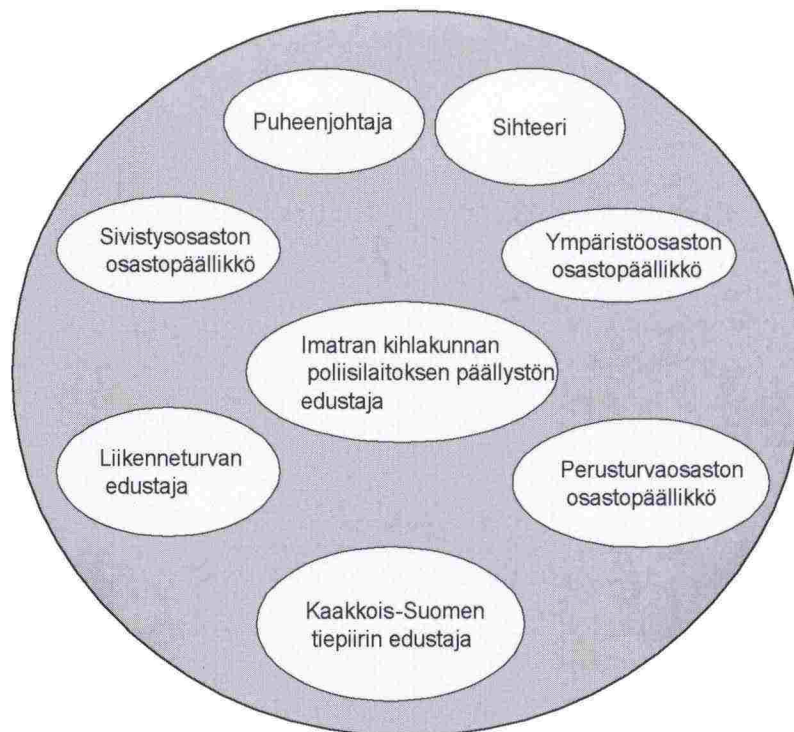 Puheenjohtaja
Sihteeri
Sivistysosaston
osastopäällikkö
Ympäristöosaston
osastopäällikkö
Imatran kihlakunnan
poliisilaitoksen päällystön
edustaja
Liikenneturvan
edustaja
Perusturvaosaston
osastopäällikkö
Kaakkois-Suomen
tiepiirin edustaja